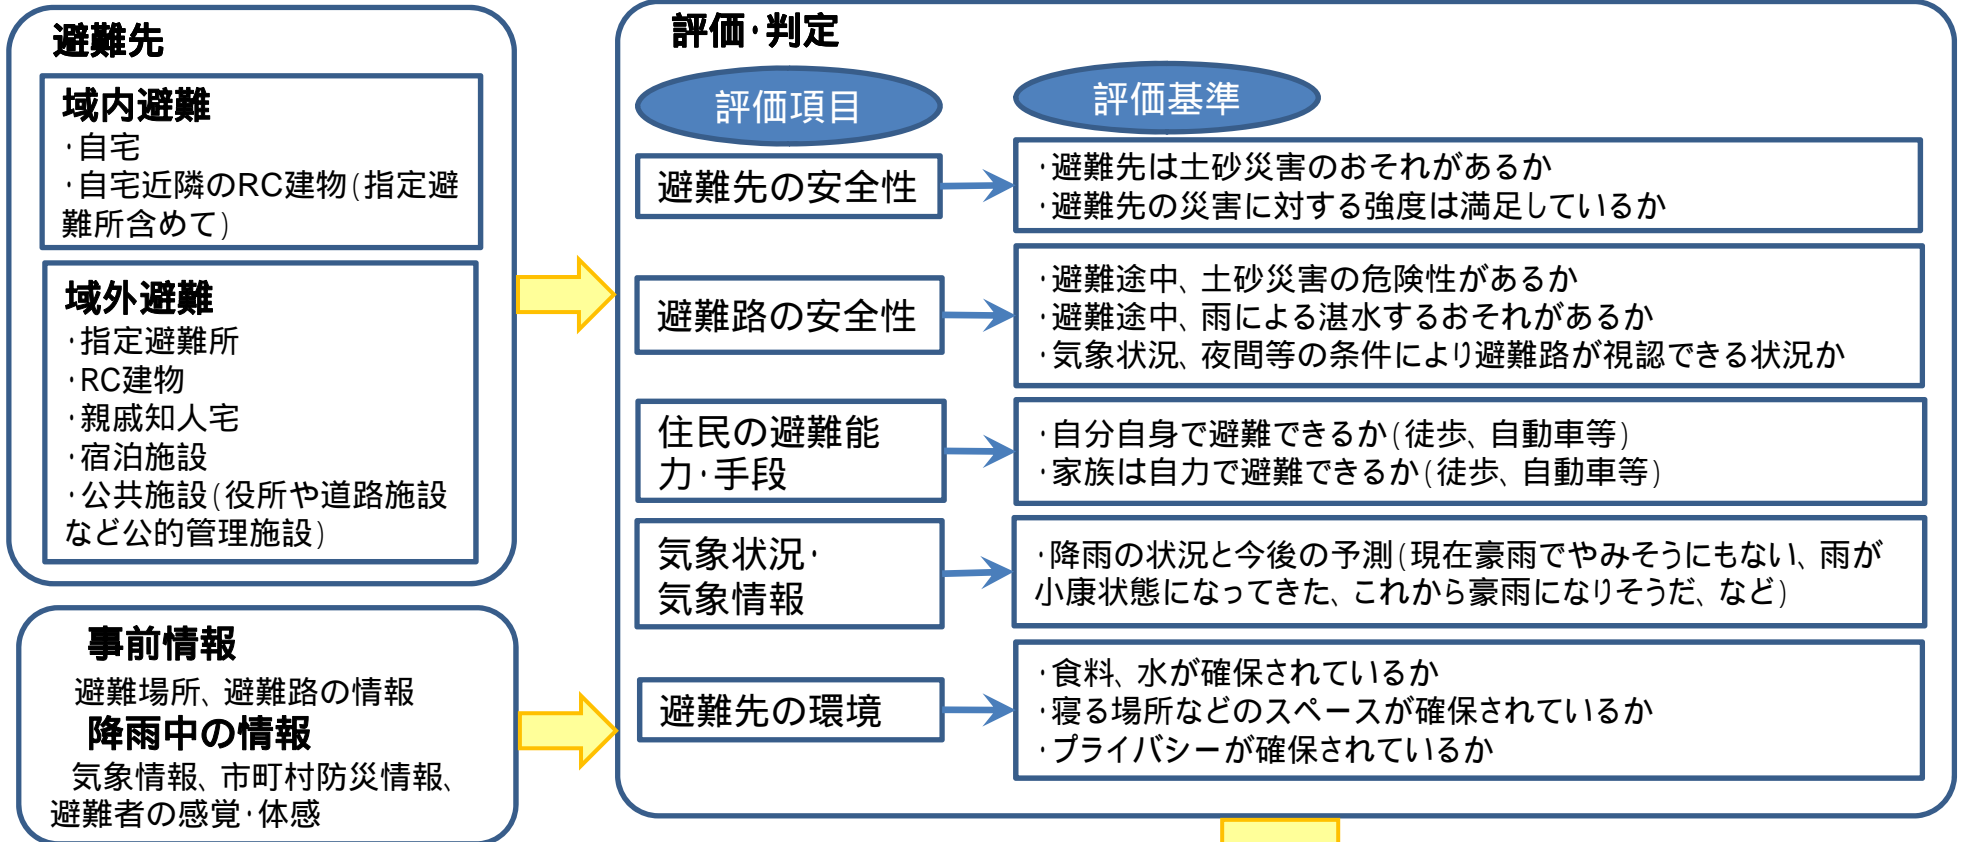 避難先
域内避難
・自宅
・自宅近隣のRC建物(指定避
難所含めて)
域外避難
・指定避難所
・RC建物
・親戚知人宅
・宿泊施設
・公共施設(役所や道路施設
など公的管理施設)
事前情報
避難場所、避難路の情報
降雨中の情報
気象情報、市町村防災情報、
避難者の感覚・体感
評価・判定
評価項目
評価基準
避難先の安全性
・避難先は土砂災害のおそれがあるか
・避難先の災害に対する強度は満足しているか
避難路の安全性
・避難途中、土砂災害の危険性があるか
・避難途中、雨による湛水するおそれがあるか
・気象状況、夜間等の条件により避難路が視認できる状況か
住民の避難能
力・手段
・自分自身で避難できるか(徒歩、自動車等)
・家族は自力で避難できるか(徒歩、自動車等)
気象状況・
気象情報
・降雨の状況と今後の予測(現在豪雨でやみそうにもない、雨が
小康状態になってきた、これから豪雨になりそうだ、など)
避難先の環境
・食料、水が確保されているか
・寝る場所などのスペースが確保されているか
・プライバシーが確保されているか